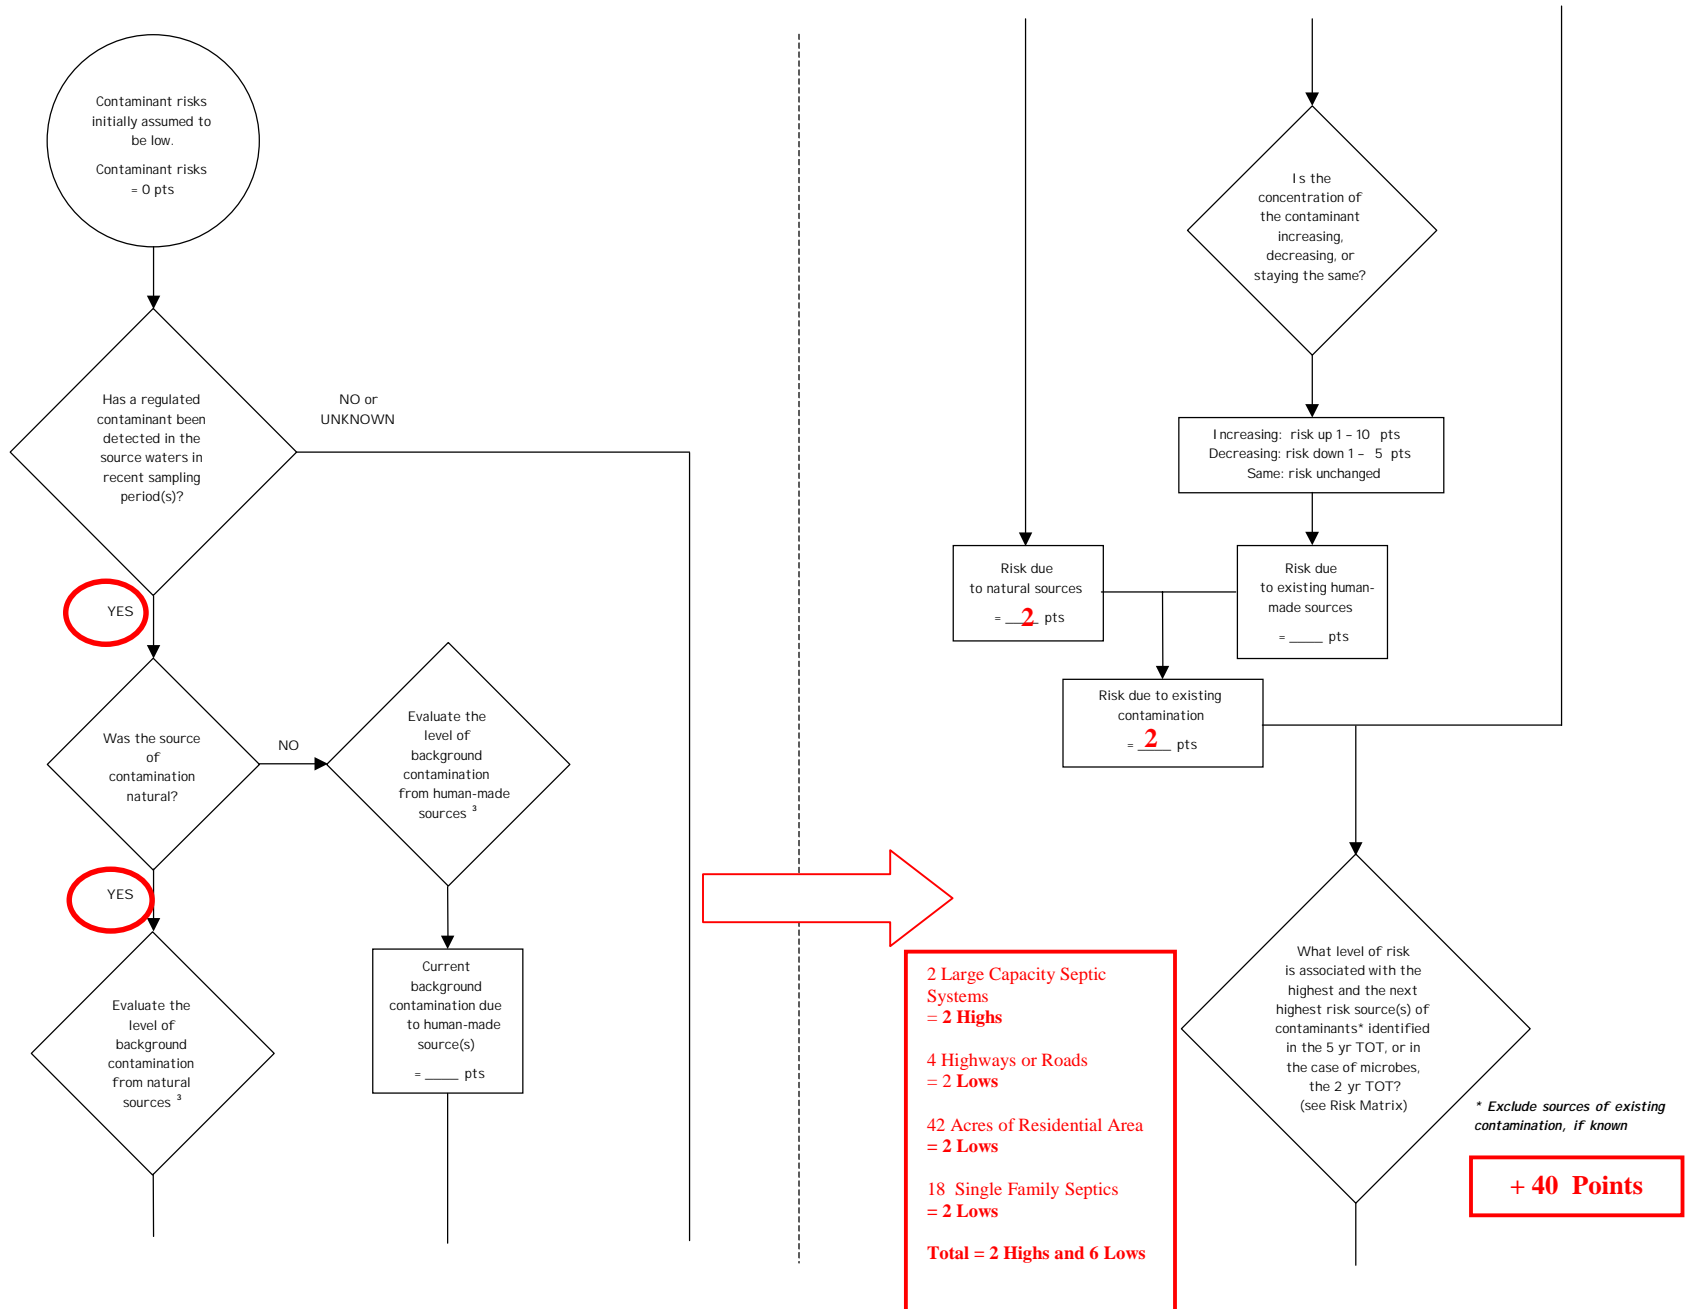 Contaminant risks
initially assumed to
be low.
Contaminant risks
= 0 pts
Has a regulated
contaminant been
detected in the
source waters in
recent sampling
period(s)?
NO or
UNKNOWN
YES
Was the source
of
contamination
natural?
NO
Evaluate the
level of
background
contamination
from human-made
sources ³
YES
Evaluate the
level of
background
contamination
from natural
sources ³
Current
background
contamination due
to human-made
source(s)
= _____ pts
Is the
concentration of
the contaminant
increasing,
decreasing, or
staying the same?
Increasing: risk up 1 – 10 pts
Decreasing: risk down 1 – 5 pts
Same: risk unchanged
Risk due
to natural sources
= __2__ pts
Risk due
to existing human-
made sources
= _____ pts
Risk due to existing
contamination
= __2__ pts
2 Large Capacity Septic
Systems
= 2 Highs
4 Highways or Roads
= 2 Lows
42 Acres of Residential Area
= 2 Lows
18 Single Family Septics
= 2 Lows
Total = 2 Highs and 6 Lows
What level of risk
is associated with the
highest and the next
highest risk source(s) of
contaminants* identified
in the 5 yr TOT, or in
the case of microbes,
the 2 yr TOT?
(see Risk Matrix)
* Exclude sources of existing
contamination, if known
+ 40 Points